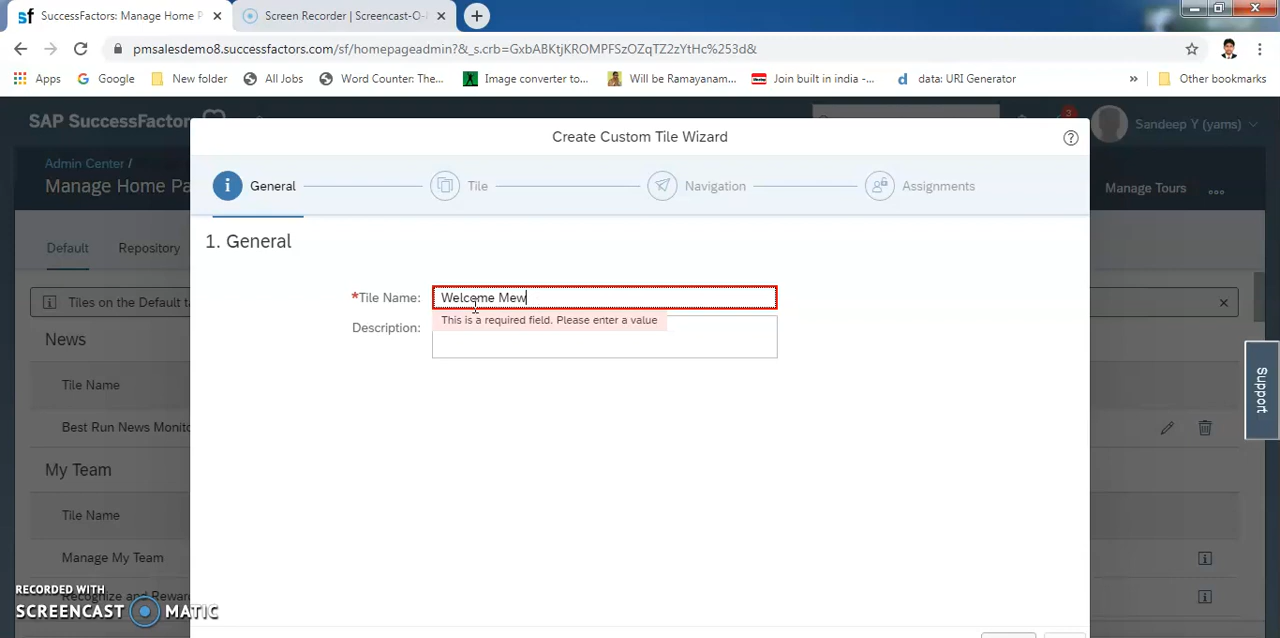 sf SuccessFactors: Manage Home P
Screen Recorder | Screencast-O-
pmsalesdemo8.successfactors.com/sf/homepageadmin?&_s.crb=GxbABKtjKROMPFSzOZqTZ2zYtHc%253d&
Apps Google New folder All Jobs Word Counter: The... Image converter to... Will be Ramayanam... Join built in india -... data: URI Generator » Other bookmarks
SAP SuccessFactor
3
Sandeep Y (yams)
Create Custom Tile Wizard
Admin Center /
Manage Home Pa
Manage Tours
General Tile Navigation Assignments
Default Repository
1. General
Tiles on the Default ta
*Tile Name: Welcome Mew
This is a required field. Please enter a value
Description:
News
Tile Name
Best Run News Monito
My Team
Tile Name
Manage My Team
Recognize and Reward
Support
RECORDED WITH
SCREENCAST MATIC